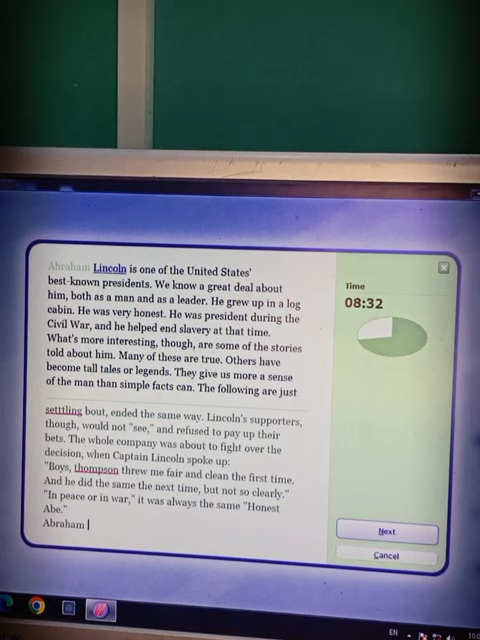 Abraham Lincoln is one of the United States'
best-known presidents. We know a great deal about
him, both as a man and as a leader. He grew up in a log
cabin. He was very honest. He was president during the
Civil War, and he helped end slavery at that time.
What's more interesting, though, are some of the stories
told about him. Many of these are true. Others have
become tall tales or legends. They give us more a sense
of the man than simple facts can. The following are just
setttling bout, ended the same way. Lincoln's supporters,
though, would not "see," and refused to pay up their
bets. The whole company was about to fight over the
decision, when Captain Lincoln spoke up:
"Boys, thompson threw me fair and clean the first time.
And he did the same the next time, but not so clearly."
"In peace or in war," it was always the same "Honest
Abe."
Abraham
Time
08:32
Next
Cancel
EN